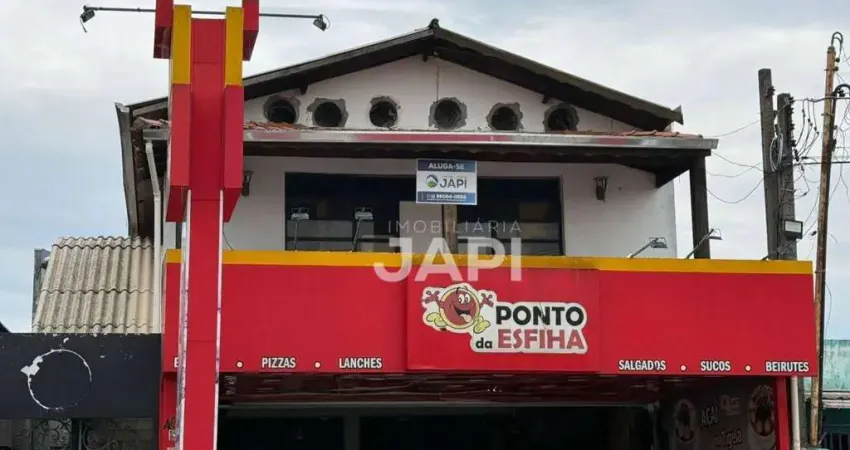 ALUGA-SE
JAPI
IMOBILIÁRIA
JAPI
PONTO
da ESFIHA
PIZZAS • LANCHES
SALGADOS • SUCOS • BEIRUTES
AÇAÍ